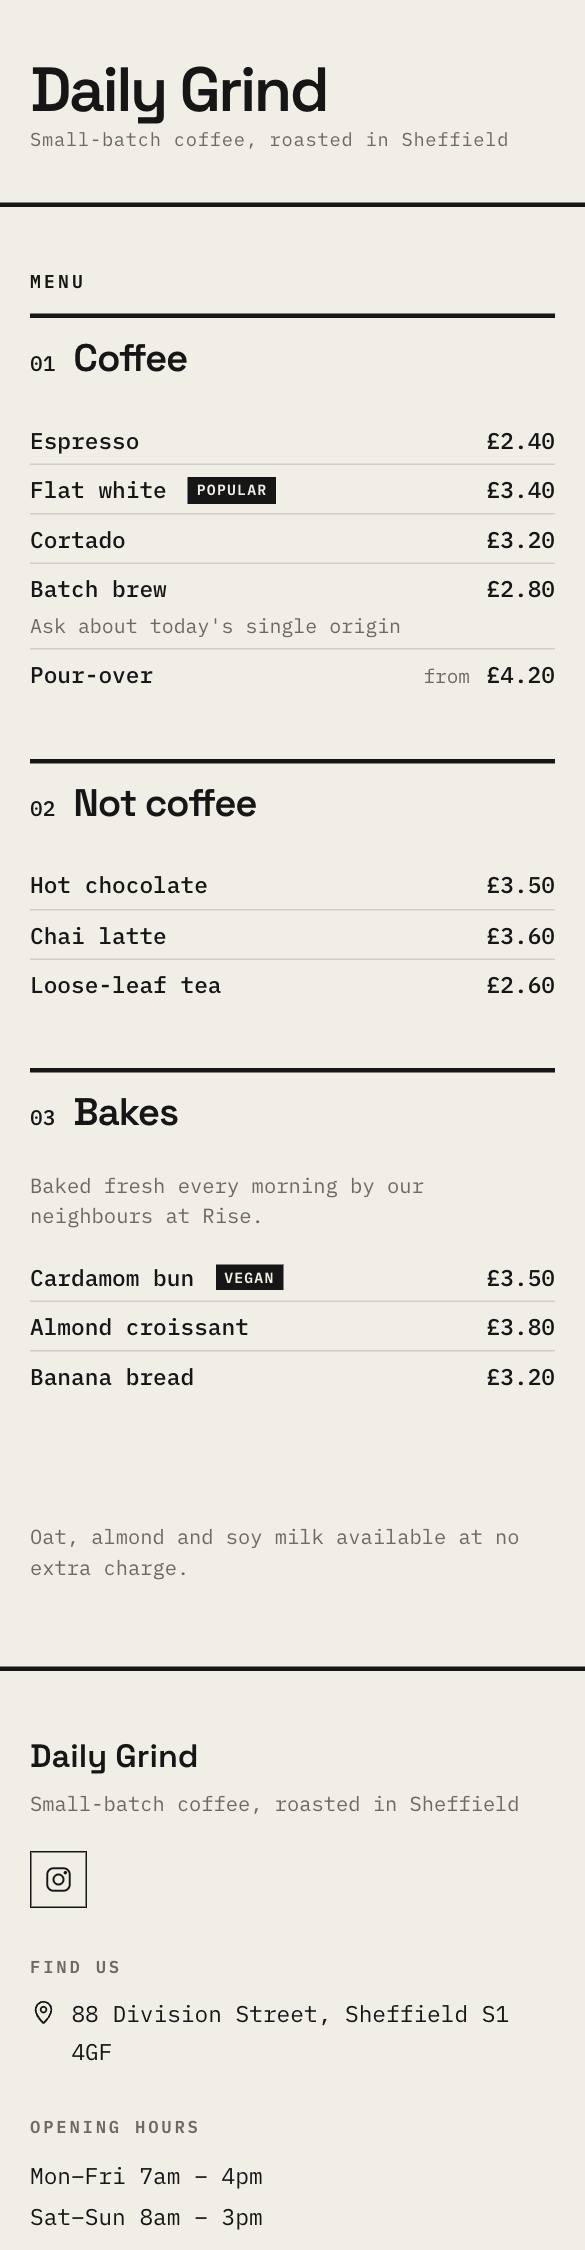 Daily Grind
Small-batch coffee, roasted in Sheffield
MENU
01 Coffee
Espresso £2.40
Flat white POPULAR £3.40
Cortado £3.20
Batch brew £2.80
Ask about today's single origin
Pour-over from £4.20
02 Not coffee
Hot chocolate £3.50
Chai latte £3.60
Loose-leaf tea £2.60
03 Bakes
Baked fresh every morning by our
neighbours at Rise.
Cardamom bun VEGAN £3.50
Almond croissant £3.80
Banana bread £3.20
Oat, almond and soy milk available at no
extra charge.
Daily Grind
Small-batch coffee, roasted in Sheffield
FIND US
88 Division Street, Sheffield S1
4GF
OPENING HOURS
Mon–Fri 7am – 4pm
Sat–Sun 8am – 3pm